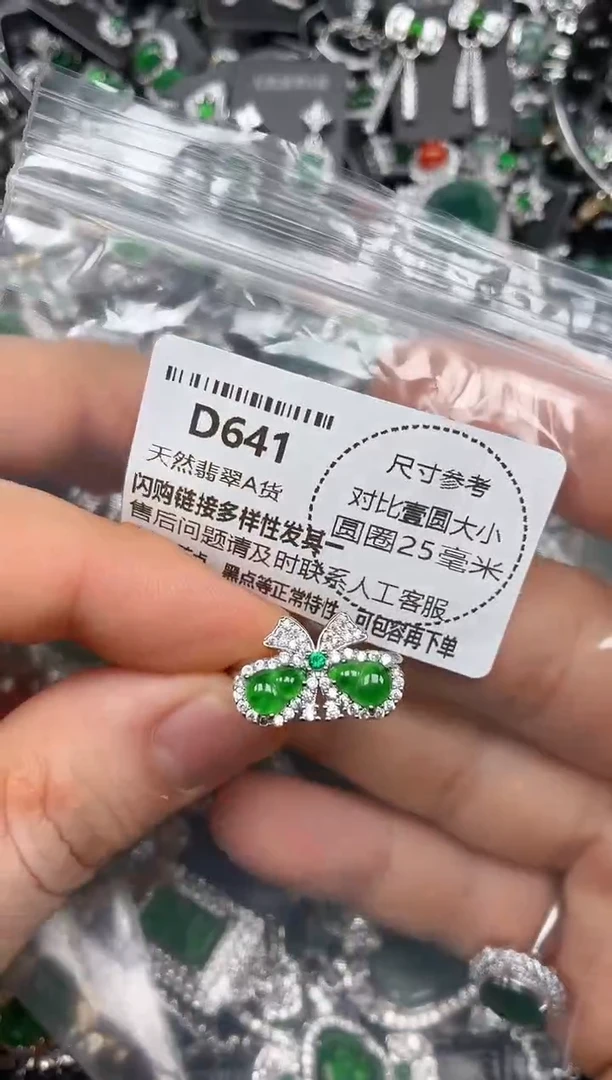 D641
天然翡翠A货
闪购链接多样性发其一
售后问题请及时联系人工客服
黑点等正常特性，可包容再下单
尺寸参考
对比壹圆大小
圆圈25毫米